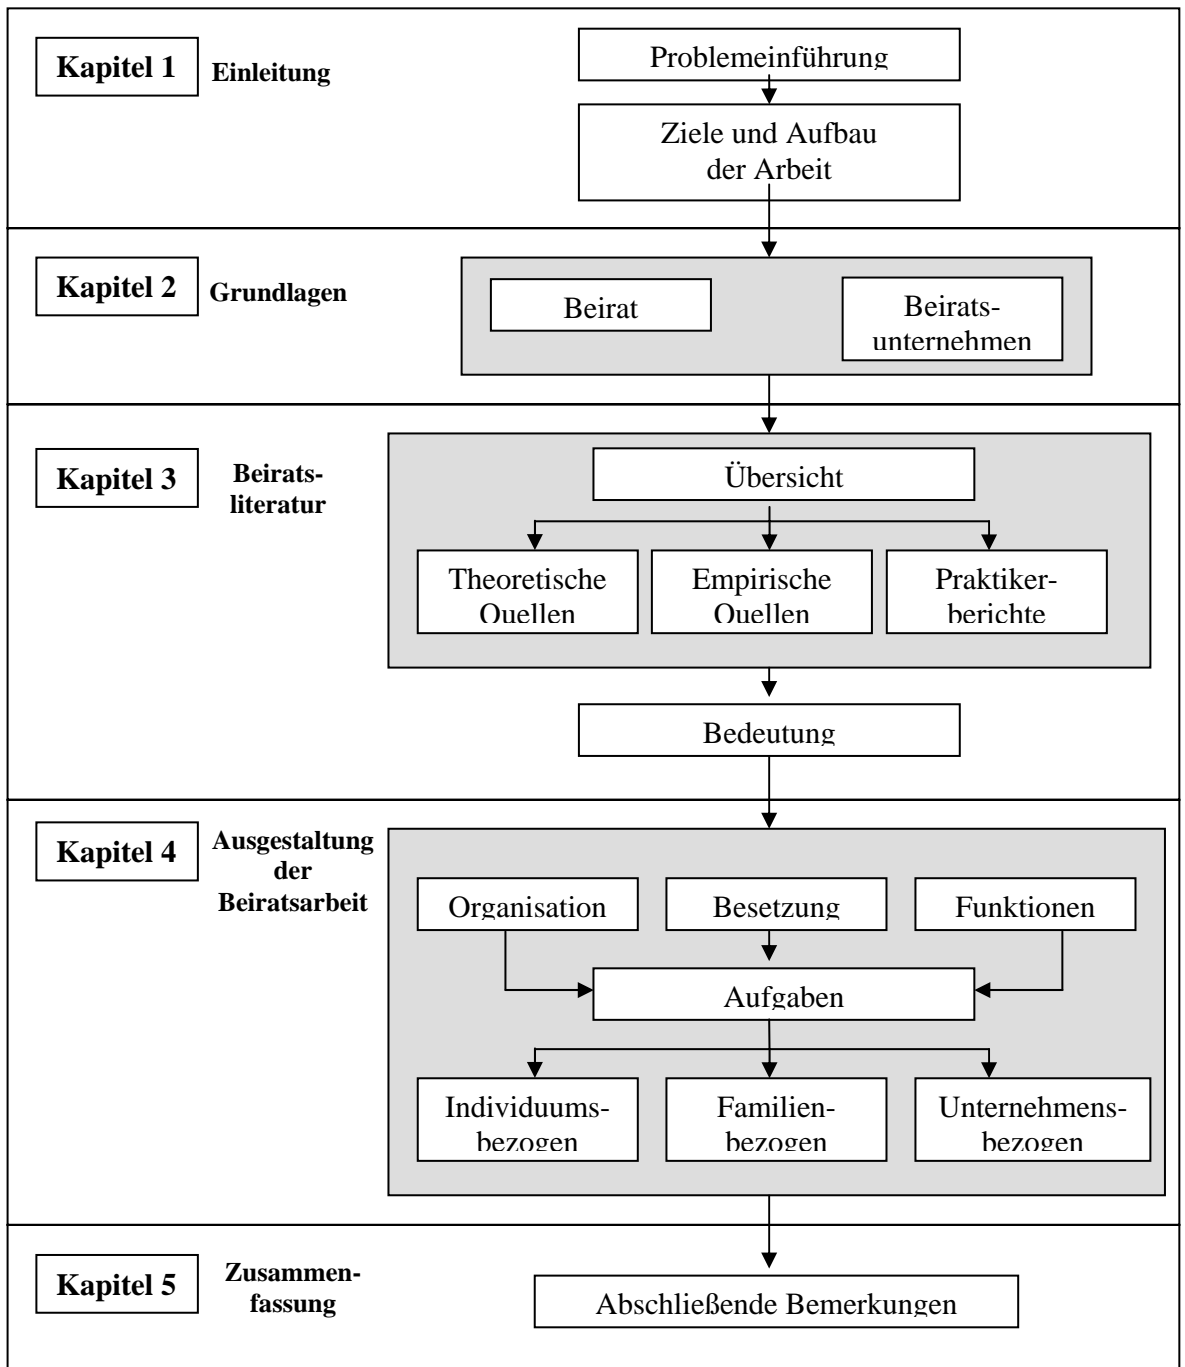 Kapitel 1
Einleitung
Problemeinführung
Ziele und Aufbau
der Arbeit
Kapitel 2
Grundlagen
Beirat
Beirats-
unternehmen
Kapitel 3
Beirats-
literatur
Übersicht
Theoretische
Quellen
Empirische
Quellen
Praktiker-
berichte
Bedeutung
Kapitel 4
Ausgestaltung
der
Beiratsarbeit
Organisation
Besetzung
Funktionen
Aufgaben
Individuums-
bezogen
Familien-
bezogen
Unternehmens-
bezogen
Kapitel 5
Zusammen-
fassung
Abschließende Bemerkungen